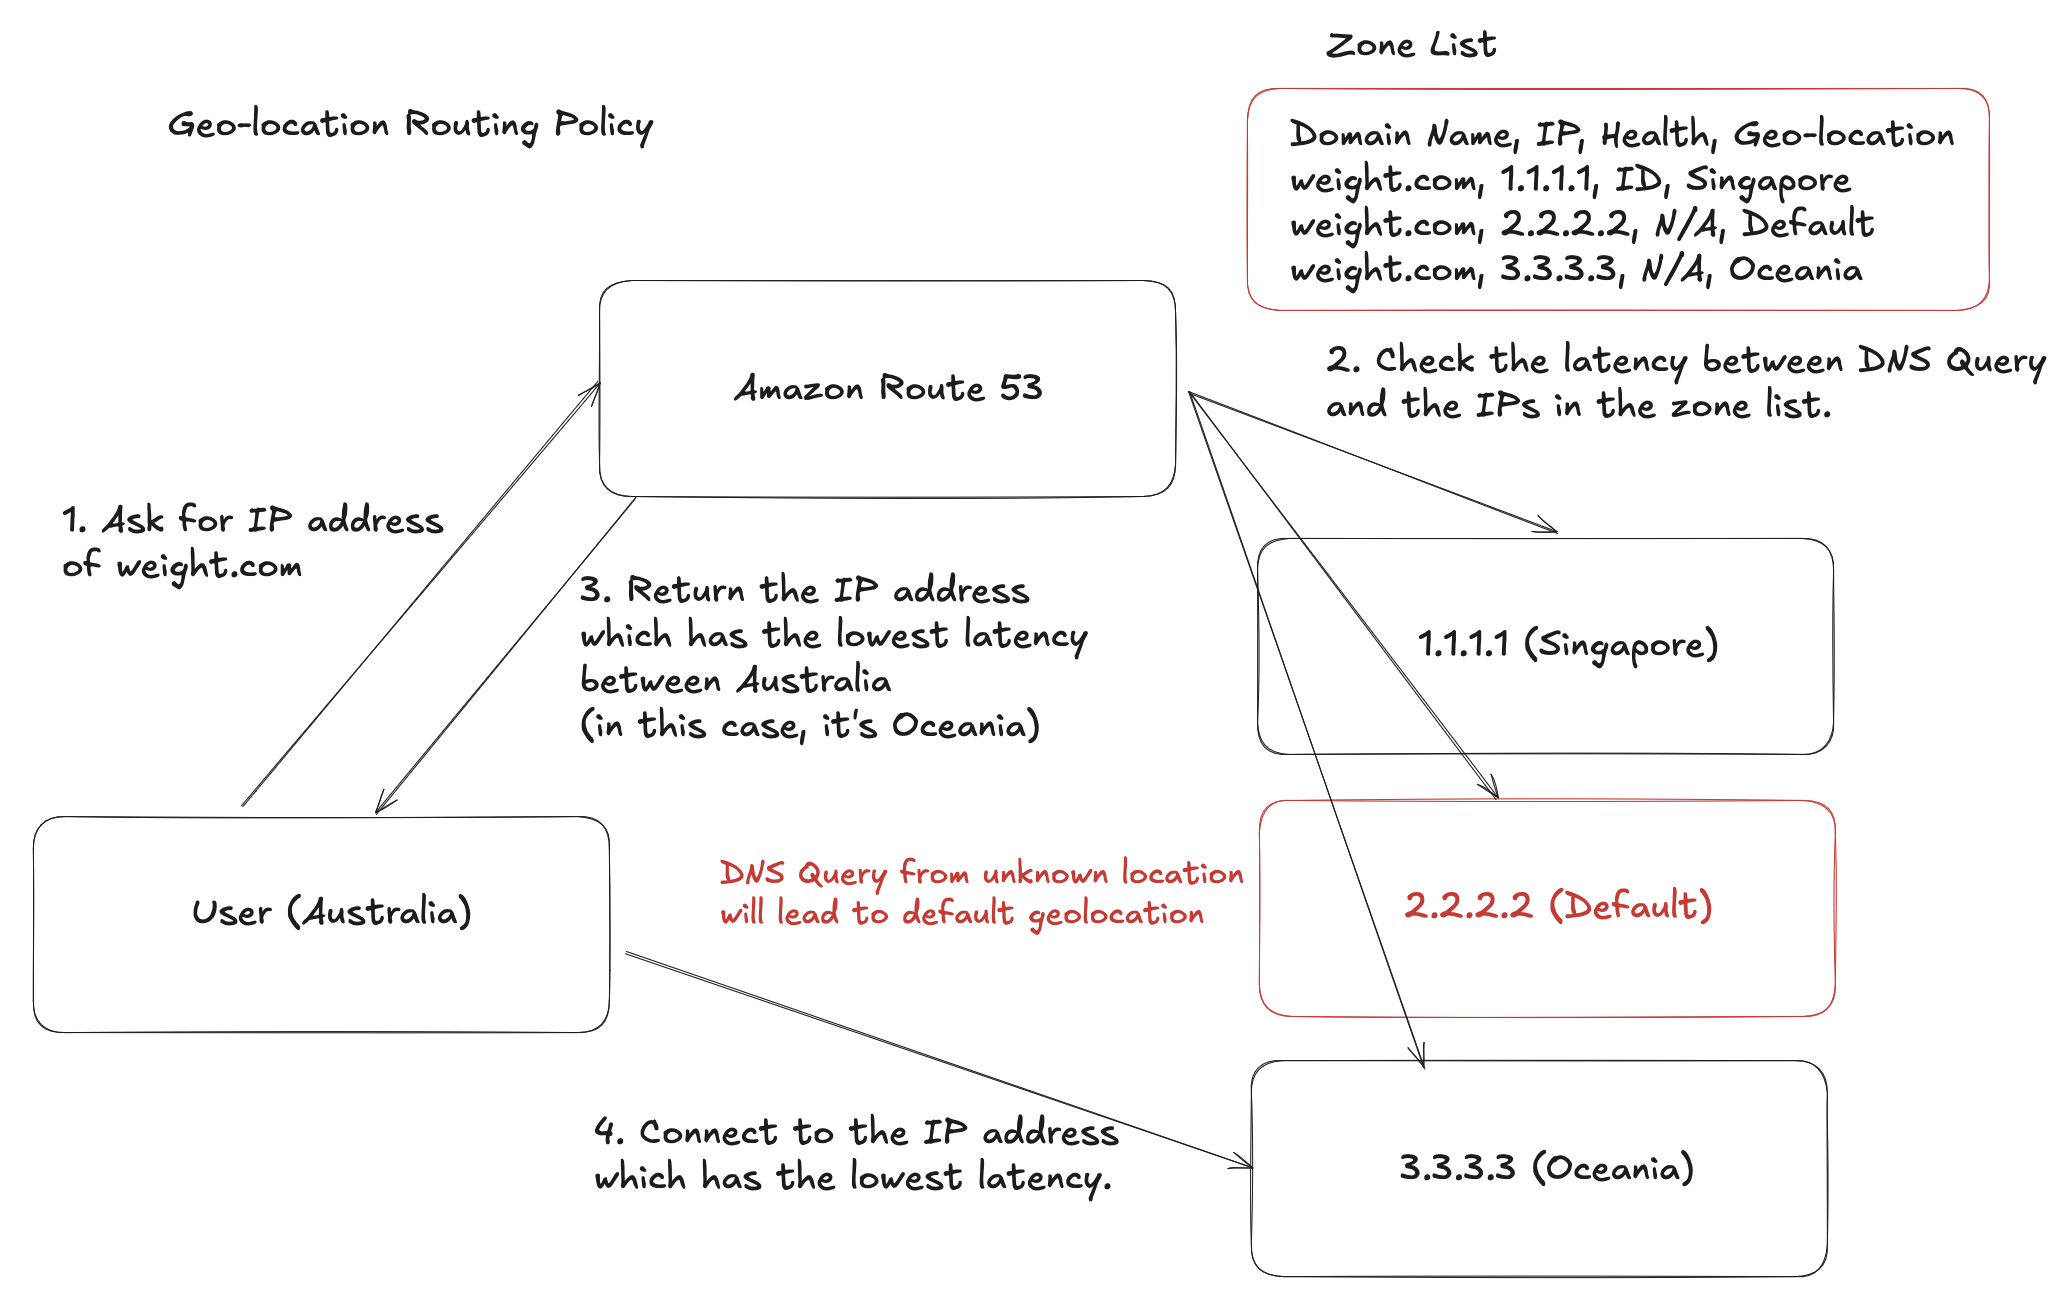 Zone List
Geo-location Routing Policy
Domain Name, IP, Health, Geo-location
weight.com, 1.1.1.1, ID, Singapore
weight.com, 2.2.2.2, N/A, Default
weight.com, 3.3.3.3, N/A, Oceania
Amazon Route 53
2. Check the latency between DNS Query
and the IPs in the zone list.
1. Ask for IP address
of weight.com
3. Return the IP address
which has the lowest latency
between Australia
(in this case, it's Oceania)
1.1.1.1 (Singapore)
User (Australia)
DNS Query from unknown location
will lead to default geolocation
2.2.2.2 (Default)
4. Connect to the IP address
which has the lowest latency.
3.3.3.3 (Oceania)